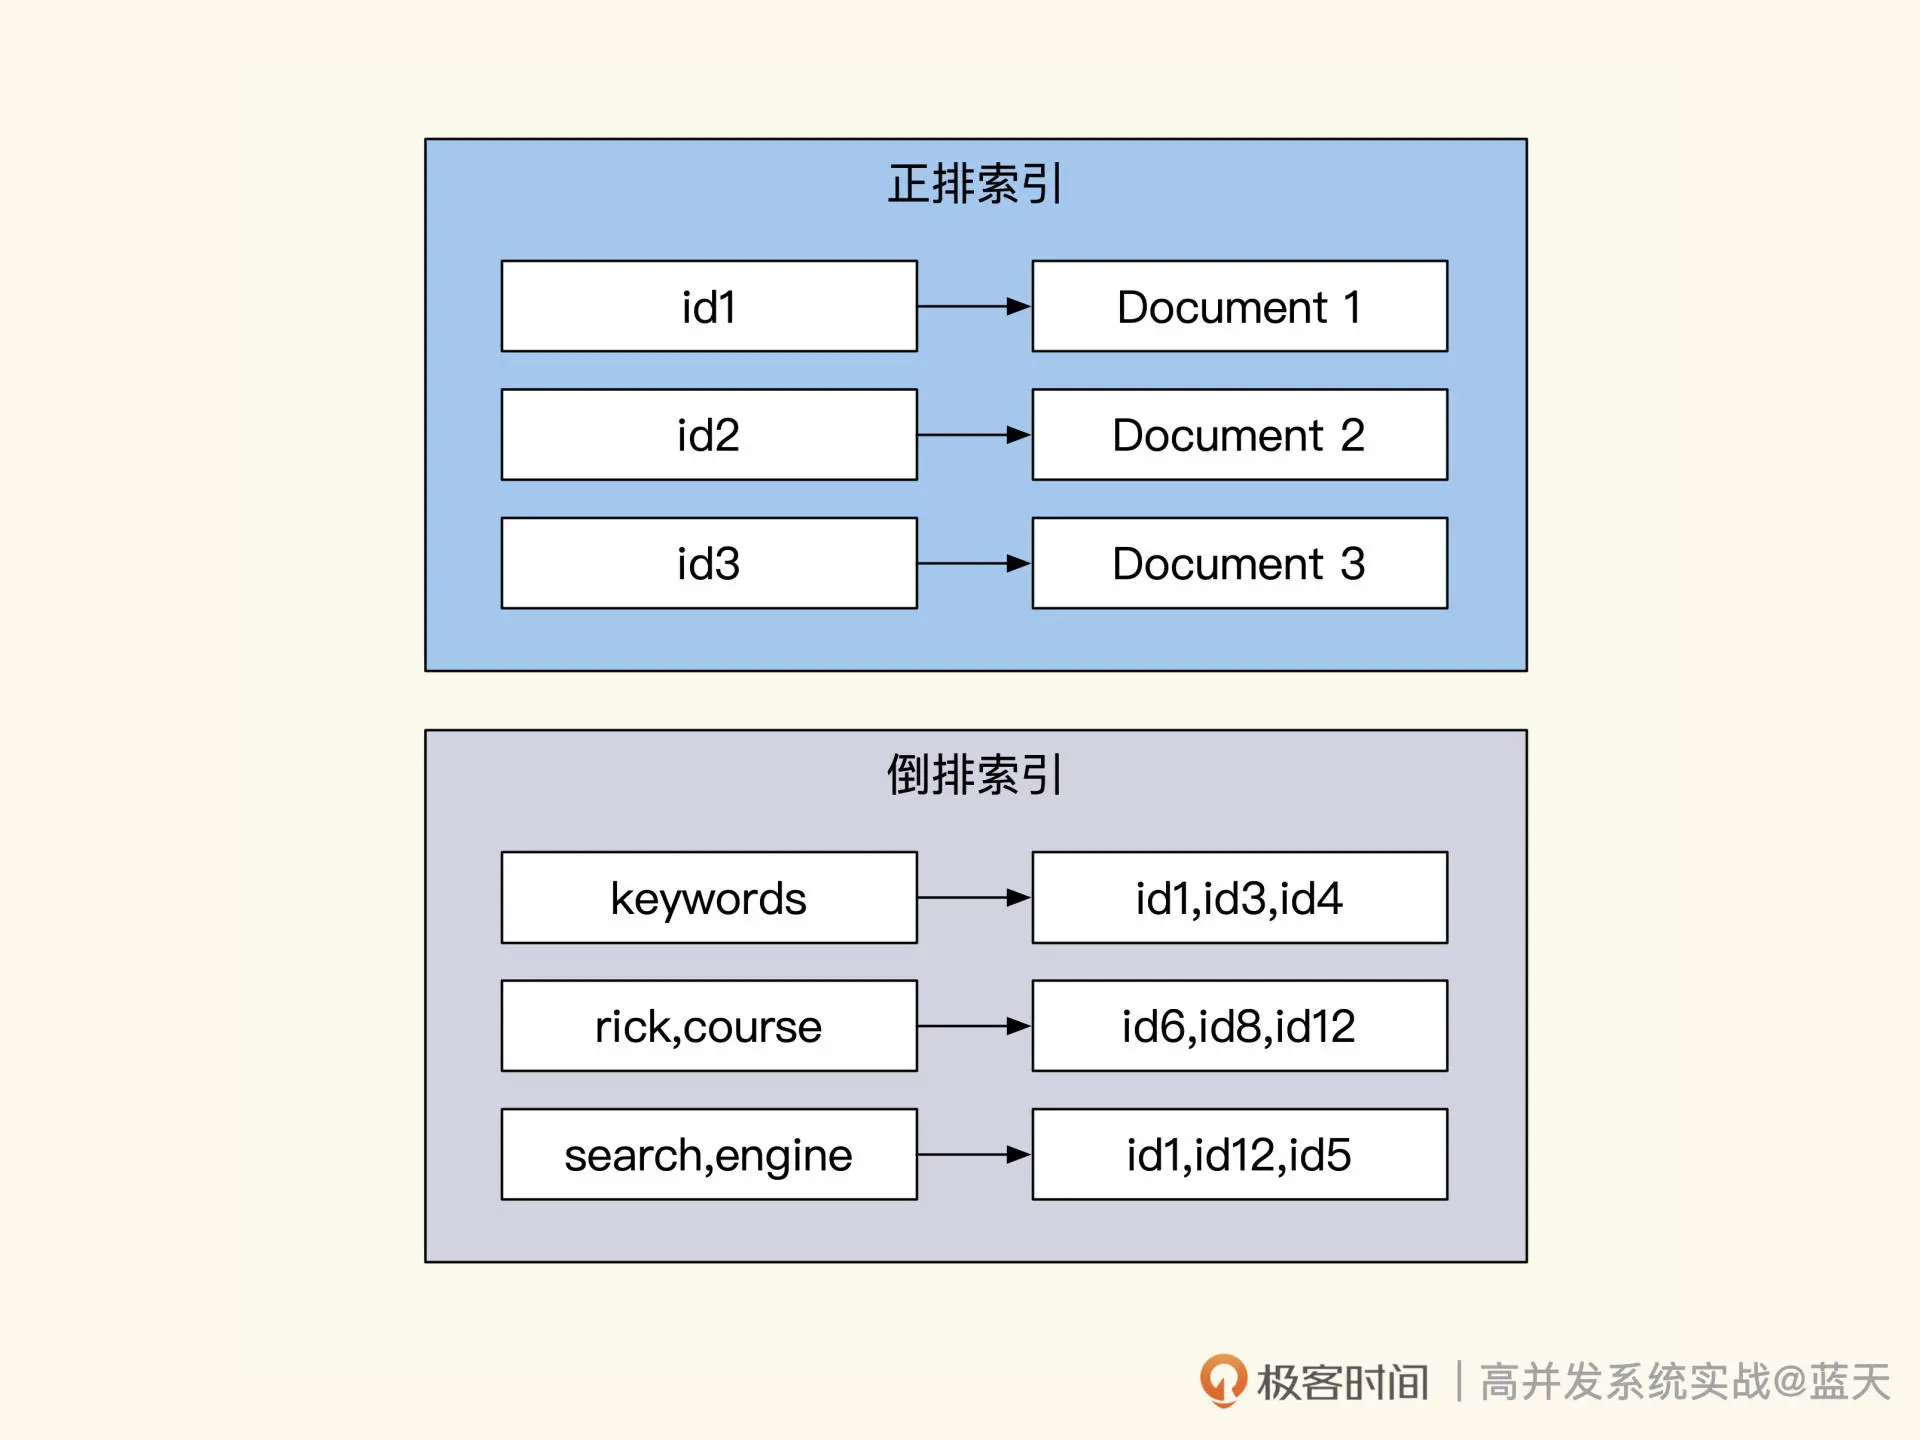 正排索引
id1
Document 1
id2
Document 2
id3
Document 3
倒排索引
keywords
id1,id3,id4
rick,course
id6,id8,id12
search,engine
id1,id12,id5
极客时间 | 高并发系统实战@蓝天